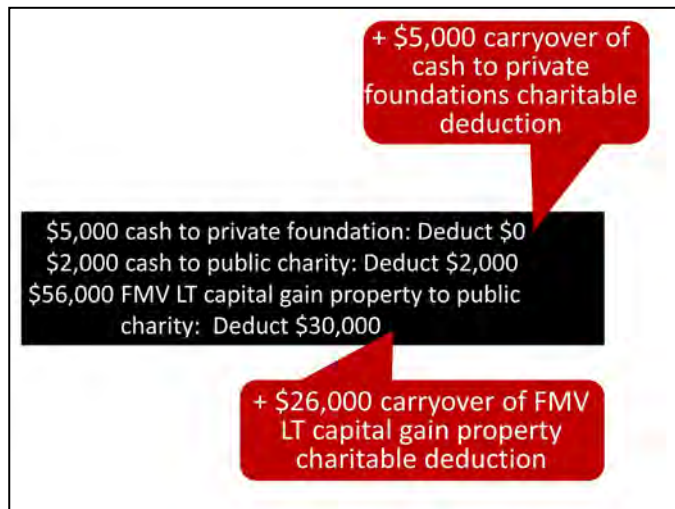 + $5,000 carryover of
cash to private
foundations charitable
deduction
$5,000 cash to private foundation: Deduct $0
$2,000 cash to public charity: Deduct $2,000
$56,000 FMV LT capital gain property to public
charity: Deduct $30,000
+ $26,000 carryover of FMV
LT capital gain property
charitable deduction